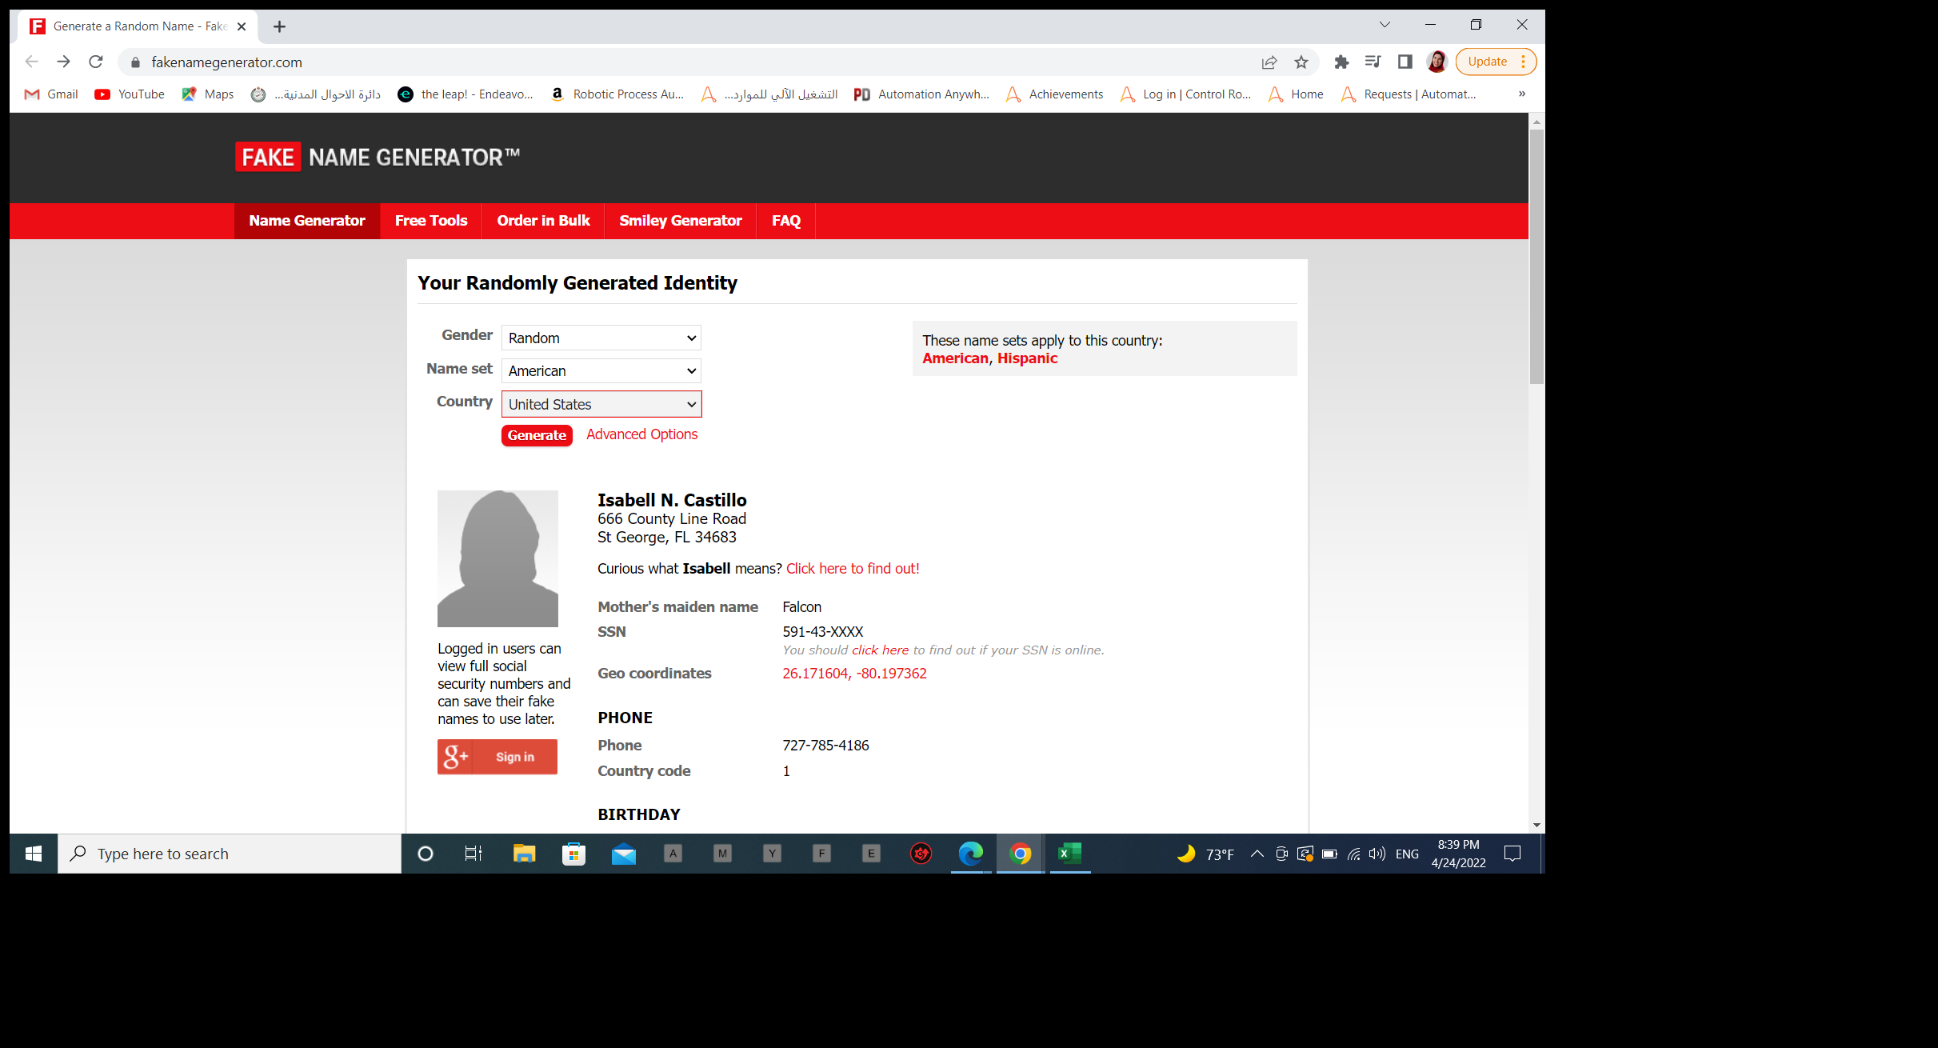 Generate a Random Name - Fake
fakenamegenerator.com
Update
Gmail
YouTube
Maps
دائرة الاحوال المدنية...
the leap! - Endeavo...
Robotic Process Au...
التشغيل الآلي للموارد...
PD Automation Anywh...
Achievements
Log in | Control Ro...
Home
Requests | Automat...
»
FAKE NAME GENERATOR™
Name Generator
Free Tools
Order in Bulk
Smiley Generator
FAQ
Your Randomly Generated Identity
Gender Random
Name set American
Country United States
Generate Advanced Options
These name sets apply to this country:
American, Hispanic
Isabell N. Castillo
666 County Line Road
St George, FL 34683
Curious what Isabell means? Click here to find out!
Mother's maiden name Falcon
SSN 591-43-XXXX
You should click here to find out if your SSN is online.
Geo coordinates 26.171604, -80.197362
Logged in users can
view full social
security numbers and
can save their fake
names to use later.
g+ Sign in
PHONE
Phone 727-785-4186
Country code 1
BIRTHDAY
Type here to search
A
M
Y
F
E
73°F
ENG
8:39 PM
4/24/2022